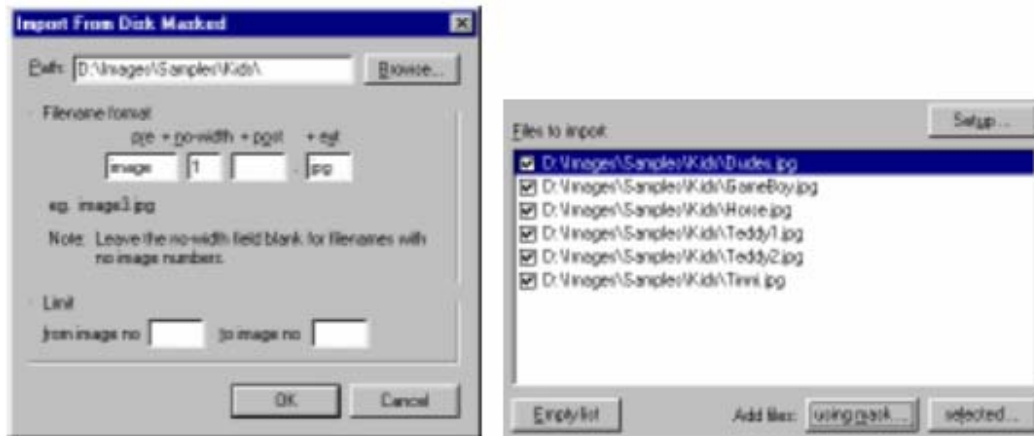 Import From Disk Masked
Path: D:\Images\Samples\Kids\
Browse...
Filename format
pre + no-width + post + ext
image 1 . jpg
eg. image3.jpg
Note: Leave the no-width field blank for filenames with
no image numbers.
Limit
from image no to image no
OK Cancel
Files to import
Setup...
D:\Images\Samples\Kids\Dudes.jpg
D:\Images\Samples\Kids\GameBoy.jpg
D:\Images\Samples\Kids\Horse.jpg
D:\Images\Samples\Kids\Teddy1.jpg
D:\Images\Samples\Kids\Teddy2.jpg
D:\Images\Samples\Kids\Timmi.jpg
Empty list Add files: using mask... selected...